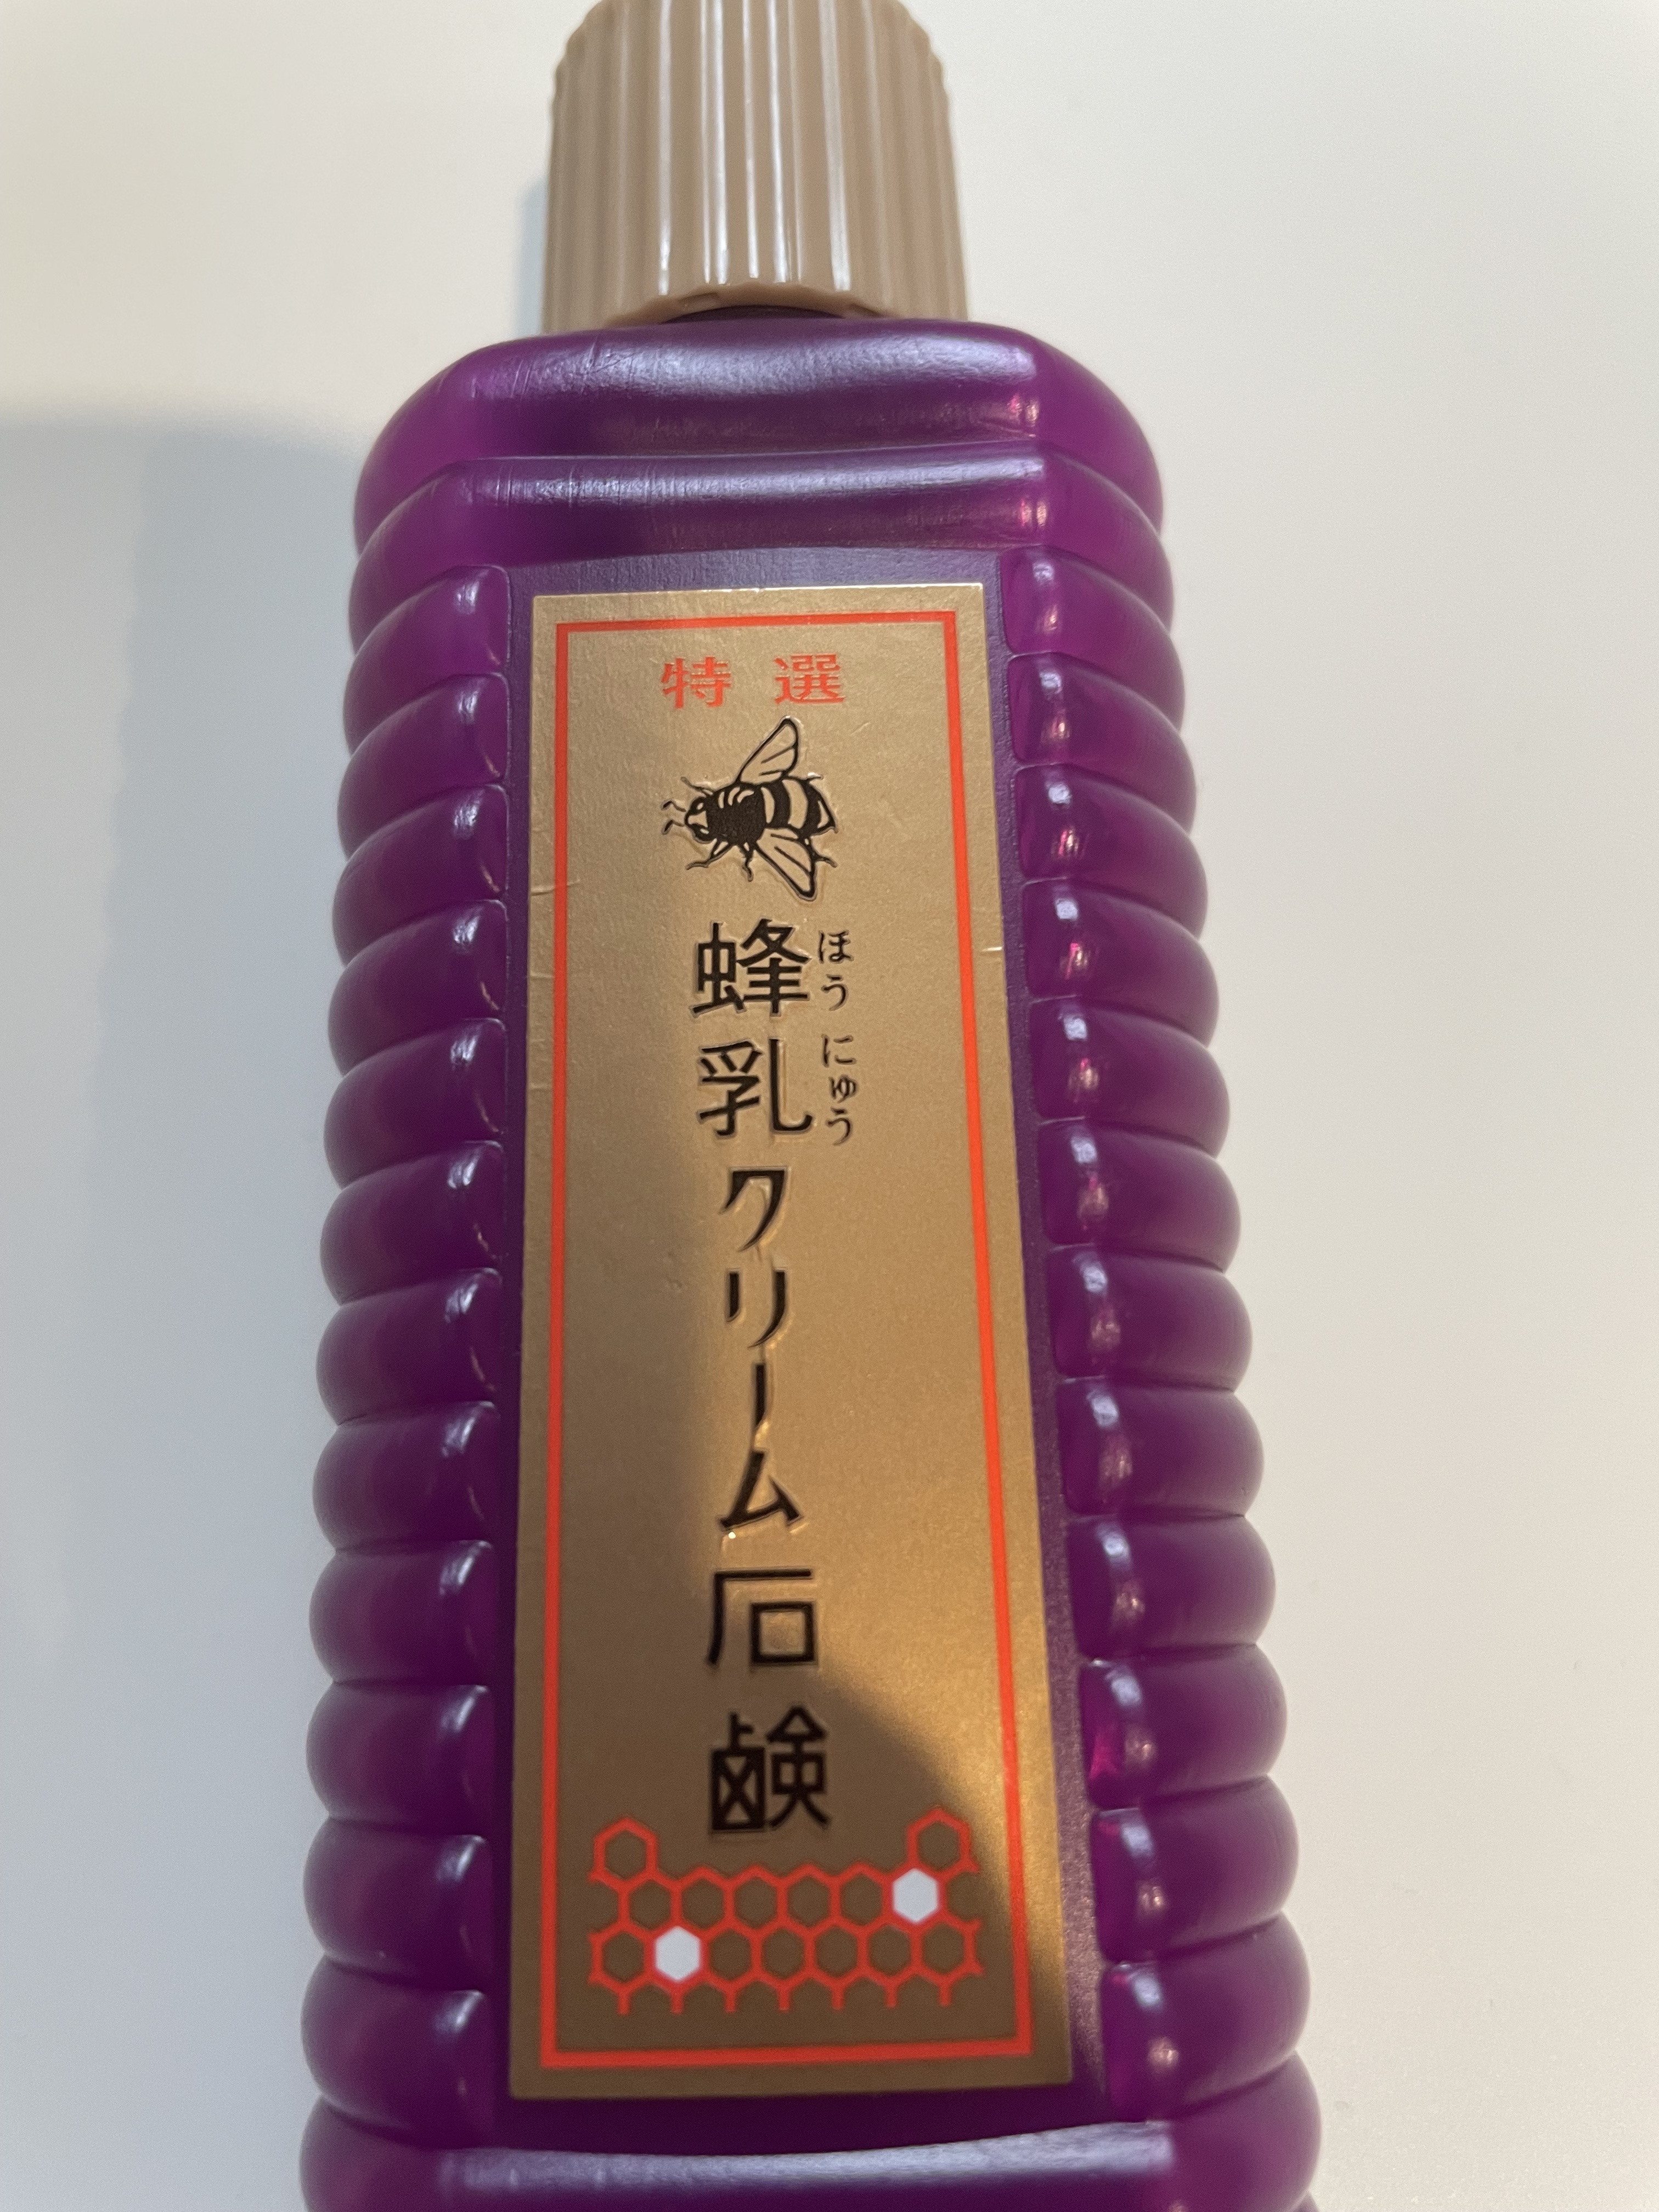 特選
蜂乳クリーム石鹸
ほうにゅう